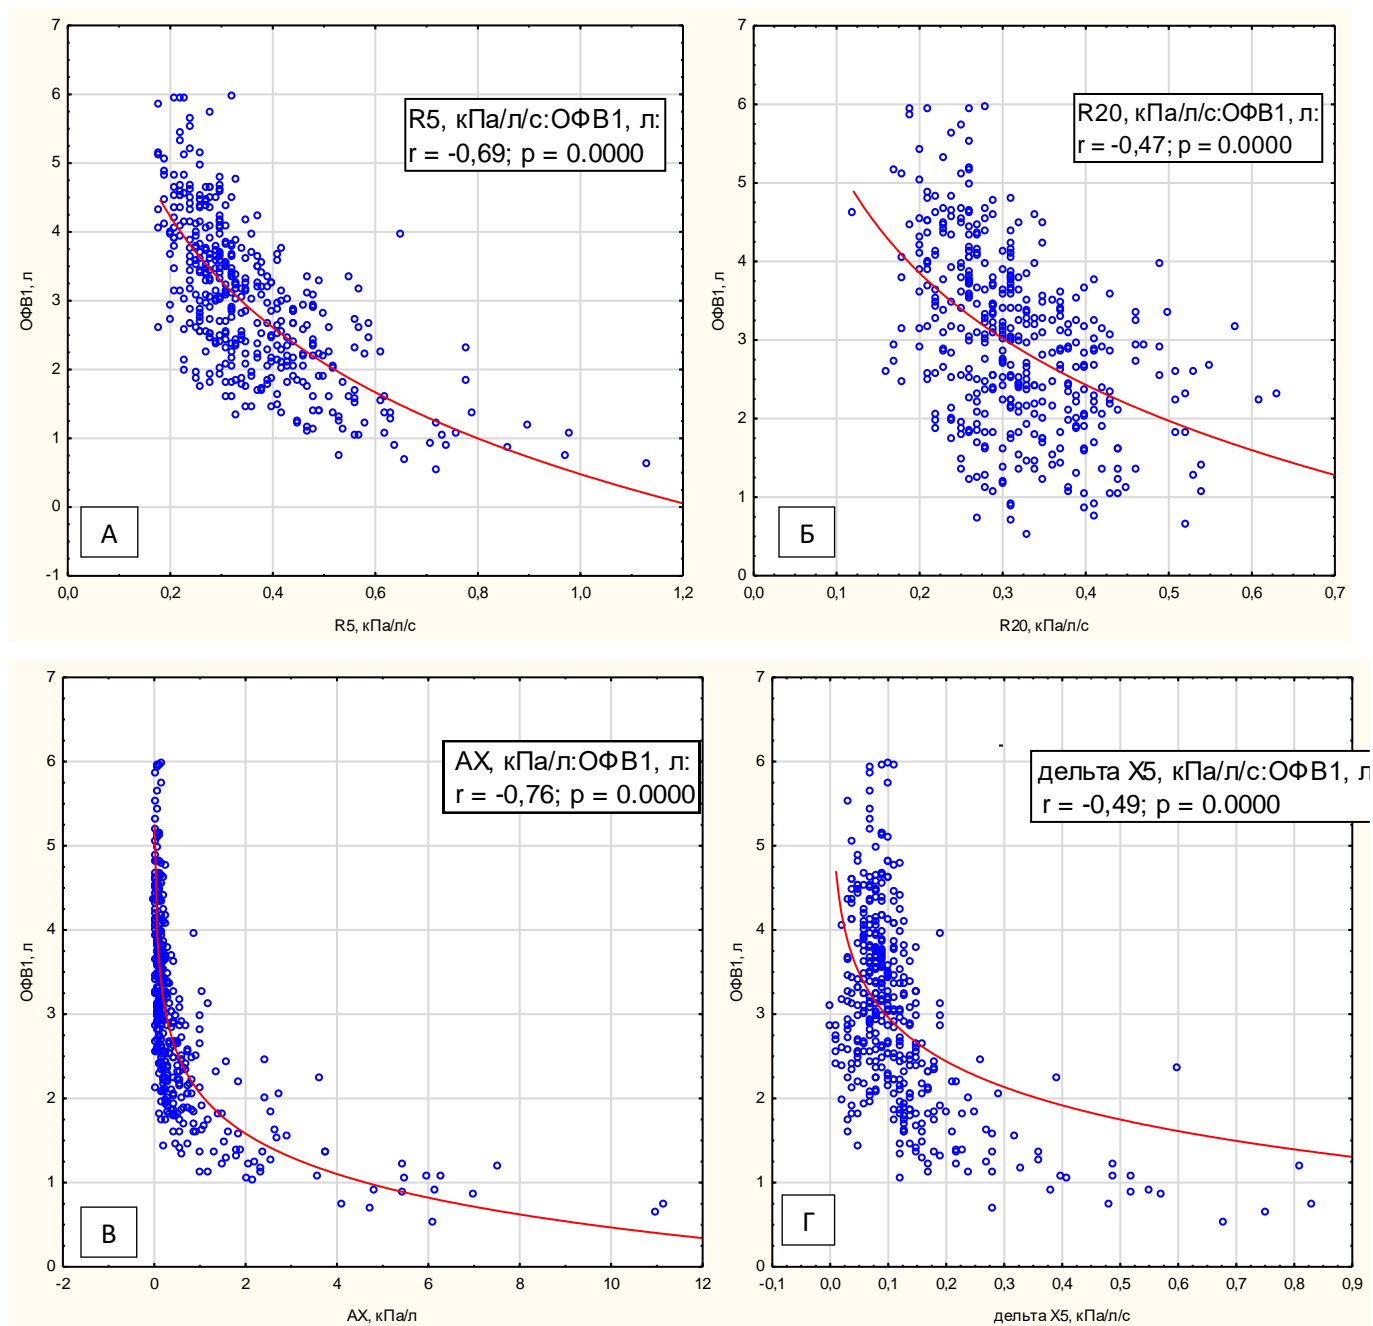 7
6
5
4
3
2
1
0
-1
ОФВ1, л
R5, кПа/л/с:ОФВ1, л:
r = -0,69; p = 0.0000
А
0,0 0,2 0,4 0,6 0,8 1,0 1,2
R5, кПа/л/с
7
6
5
4
3
2
1
0
ОФВ1, л
R20, кПа/л/с:ОФВ1, л:
r = -0,47; p = 0.0000
Б
0,0 0,1 0,2 0,3 0,4 0,5 0,6 0,7
R20, кПа/л/с
7
6
5
4
3
2
1
0
ОФВ1, л
AX, кПа/л:ОФВ1, л:
r = -0,76; p = 0.0000
В
-2 0 2 4 6 8 10 12
AX, кПа/л
7
6
5
4
3
2
1
0
ОФВ1, л
дельта X5, кПа/л/с:ОФВ1, л
r = -0,49; p = 0.0000
Г
-0,1 0,0 0,1 0,2 0,3 0,4 0,5 0,6 0,7 0,8 0,9
дельта X5, кПа/л/с